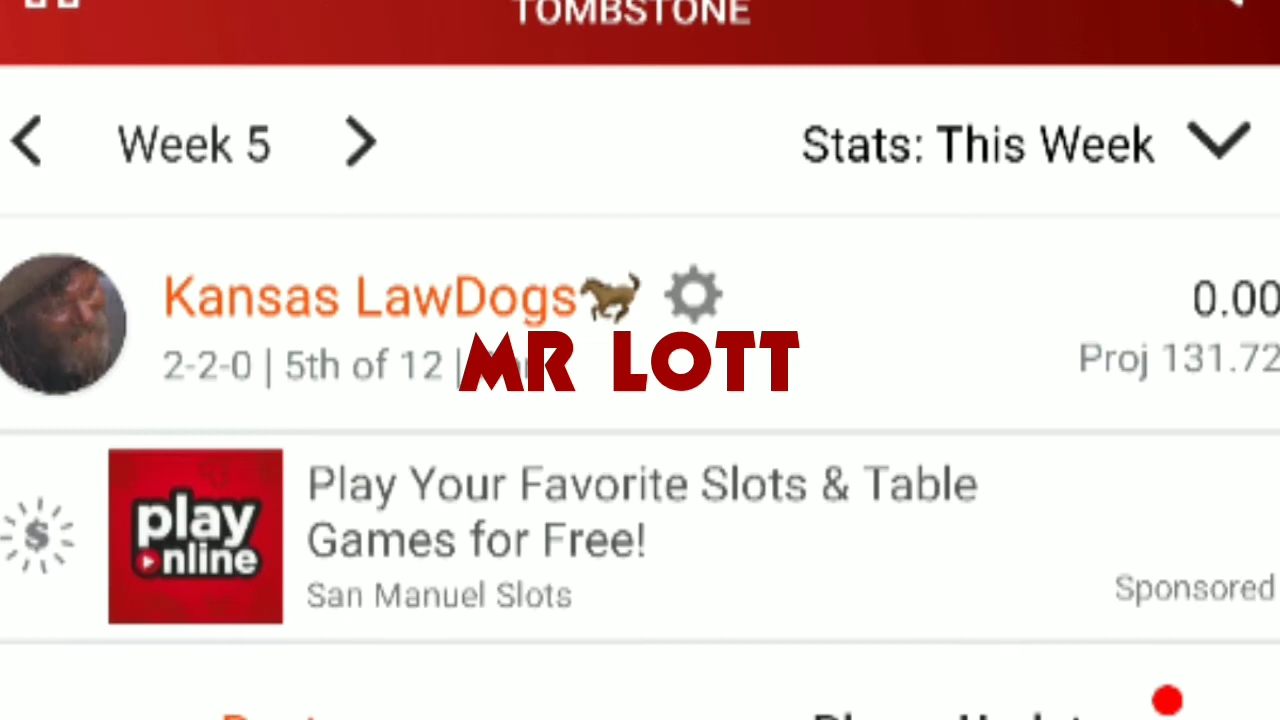 TOMBSTONE
Week 5
Stats: This Week
Kansas LawDogs
0.00
2-2-0 | 5th of 12 |
MR LOTT
Proj 131.72
play
Play Your Favorite Slots & Table
Games for Free!
online
San Manuel Slots
Sponsored